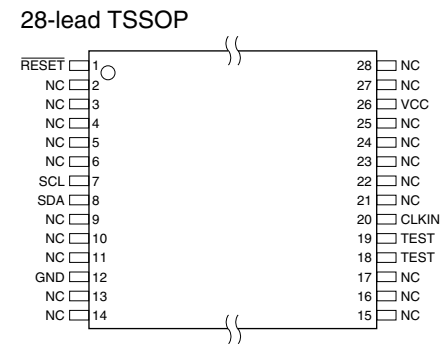 28-lead TSSOP
RESET 1 28 NC
NC 2 27 NC
NC 3 26 VCC
NC 4 25 NC
NC 5 24 NC
NC 6 23 NC
SCL 7 22 NC
SDA 8 21 NC
NC 9 20 CLKIN
NC 10 19 TEST
NC 11 18 TEST
GND 12 17 NC
NC 13 16 NC
NC 14 15 NC